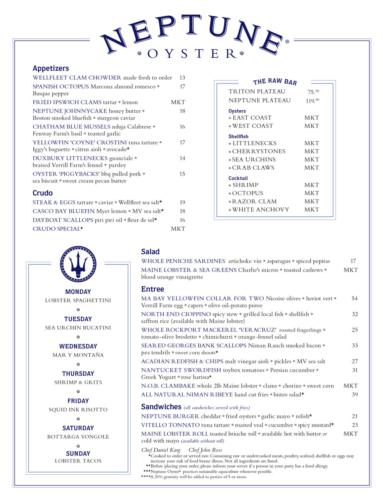 NEPTUNE
OYSTER
Appetizers
WELLFLEET CLAM CHOWDER made fresh to order 13
SPANISH OCTOPUS Marcona almond romesco +
Basque pepper 17
FRIED IPSWICH CLAMS tartar + lemon MKT
NEPTUNE JOHNNYCAKE honey butter +
Boston smoked bluefish + sturgeon caviar 18
CHATHAM BLUE MUSSELS nduja Calabrese +
Fenway Farm's basil + toasted garlic 16
YELLOWFIN 'COYNE' CROSTINI tuna tartare +
Iggy's baguette + citrus aioli + avocado* 17
DUXBURY LITTLENECKS guanciale +
braised Verrill Farm's fennel + parsley 14
OYSTER 'PIGGYBACKS' bbq pulled pork +
sea biscuit + sweet cream pecan butter 15
Crudo
STEAK & EGGS tartare + caviar + Wellfleet sea salt* 19
CASCO BAY BLUEFIN Myer lemon + MV sea salt* 18
DAYBOAT SCALLOPS piri piri oil + fleur de sel* 16
CRUDO SPECIAL* MKT
THE RAW BAR
TRITON PLATEAU 75.00
NEPTUNE PLATEAU 119.00
Oysters
+ EAST COAST MKT
+ WEST COAST MKT
Shellfish
+ LITTLENECKS MKT
+ CHERRYSTONES MKT
+ SEA URCHINS MKT
+ CRAB CLAWS MKT
Cocktail
+ SHRIMP MKT
+ OCTOPUS MKT
+ RAZOR CLAM MKT
+ WHITE ANCHOVY MKT
MONDAY
LOBSTER SPAGHETTINI
TUESDAY
SEA URCHIN BUCATINI
WEDNESDAY
MAR Y MONTAÑA
THURSDAY
SHRIMP & GRITS
FRIDAY
SQUID INK RISOTTO
SATURDAY
BOTTARGA VONGOLE
SUNDAY
LOBSTER TACOS
Salad
WHOLE PENICHE SARDINES artichoke vin + asparagus + spiced pepitas 17
MAINE LOBSTER & SEA GREENS Charlie's micros + toasted cashews +
blood orange vinaigrette MKT
Entree
MA BAY YELLOWFIN COLLAR FOR TWO Nicoise olives + heriot vert +
Verrill Farm egg + capers + olive oil-potato puree 54
NORTH END CIOPPINO spicy stew + grilled local fish + shellfish +
saffron rice (available with Maine lobster) 32
WHOLE ROCKPORT MACKEREL 'VERACRUZ' roasted fingerlings +
tomato-olive brodetto + chimichurri + orange-fennel salad 25
SEARED GEORGES BANK SCALLOPS Niman Ranch smoked bacon +
pea tendrils + sweet corn sheen* 33
ACADIAN REDFISH & CHIPS malt vinegar aioli + pickles + MV sea salt 27
NANTUCKET SWORDFISH soybux tomatoes + Persian cucumber +
Greek Yogurt + rose harissa* 31
N.O.B. CLAMBAKE whole 2lb Maine lobster + clams + chorizo + sweet corn MKT
ALL NATURAL NIMAN RIBEYE hand cut fries + bistro salad* 39
Sandwiches (all sandwiches served with fries)
NEPTUNE BURGER cheddar + fried oysters + garlic mayo + relish* 21
VITELLO TONNATO tuna tartare + roasted veal + cucumber + spicy mustard* 23
MAINE LOBSTER ROLL toasted brioche roll + available hot with butter or
cold with mayo (available without roll) MKT
Chef Daniel Kaag Chef John Ross
*Cooked to order or served raw. Consuming raw or undercooked meats, poultry seafood, shellfish or eggs may
increase your risk of food borne illness. Not all ingredients are listed.
**Before placing your order, please inform your server if a person in your party has a food allergy.
***Neptune Oyster® practices sustainable aquaculture whenever possible.
****A 20% gratuity will be added to parties of 5 or more.